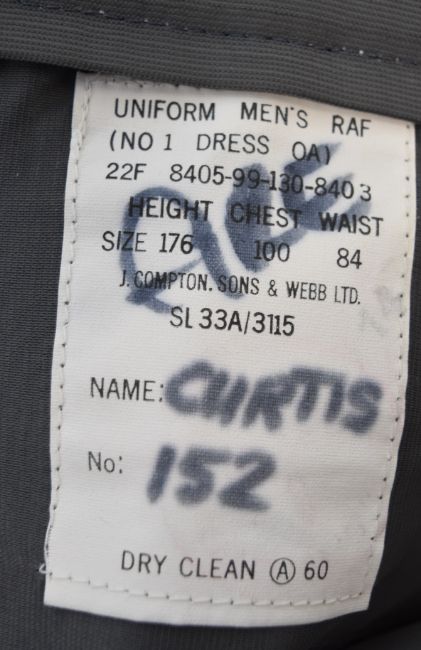 UNIFORM MEN'S RAF
(NO 1 DRESS OA)
22F 8405-99-130-8403
HEIGHT CHEST WAIST
SIZE 176 100 84
J. COMPTON. SONS & WEBB LTD.
SL 33A/3115
NAME: CURTIS
No: 152
DRY CLEAN Ⓐ 60